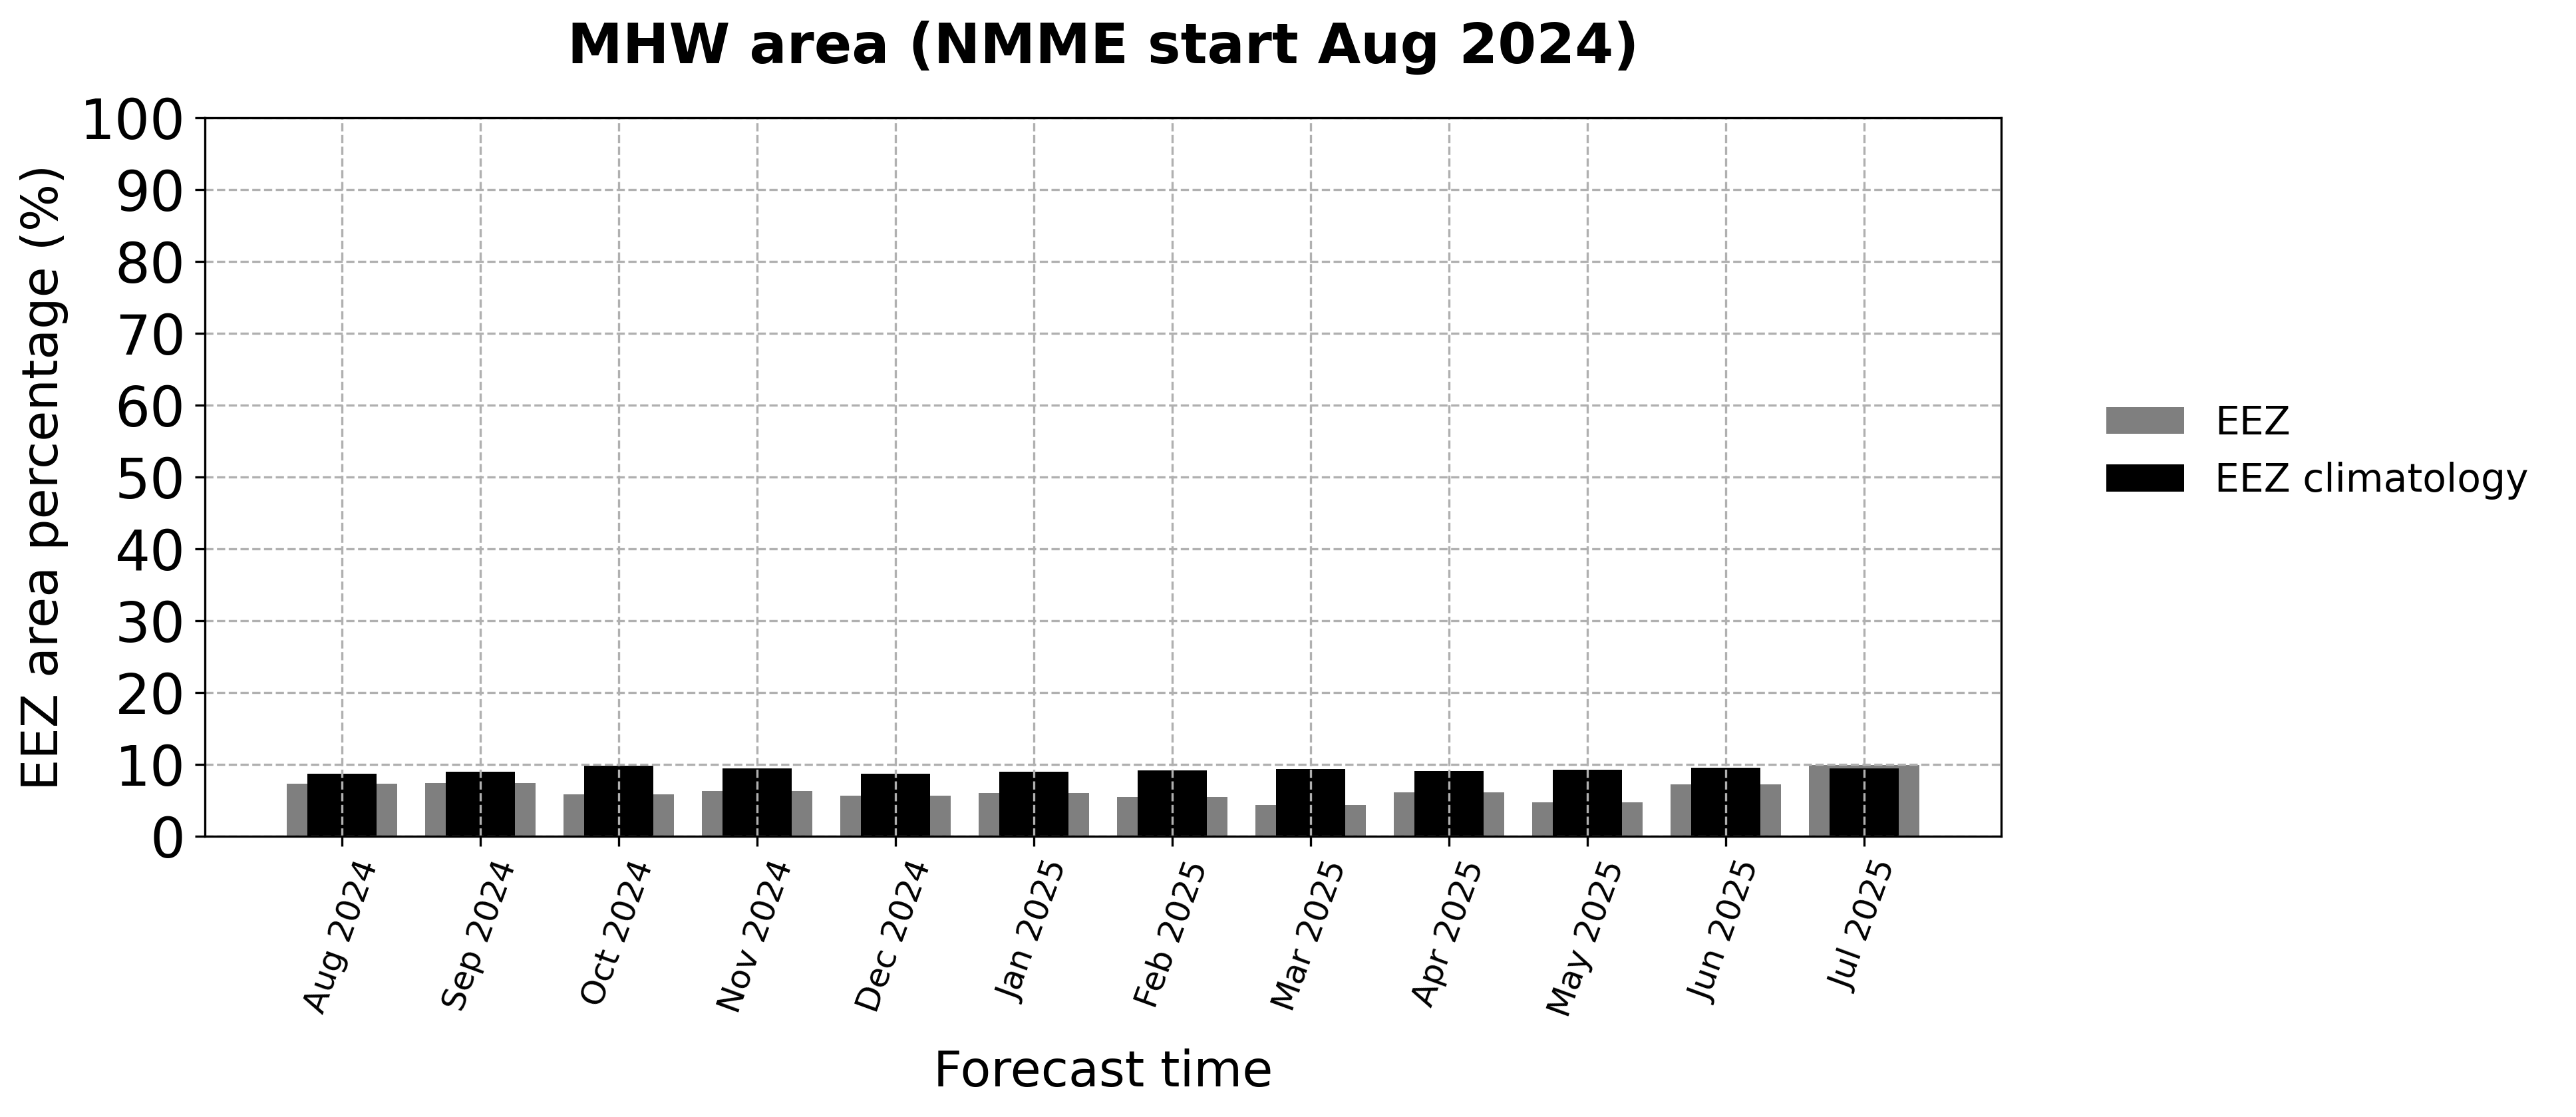 MHW area (NMME start Aug 2024)
EEZ area percentage (%)
100
90
80
70
60
50
40
30
20
10
0
Aug 2024
Sep 2024
Oct 2024
Nov 2024
Dec 2024
Jan 2025
Feb 2025
Mar 2025
Apr 2025
May 2025
Jun 2025
Jul 2025
Forecast time
EEZ
EEZ climatology